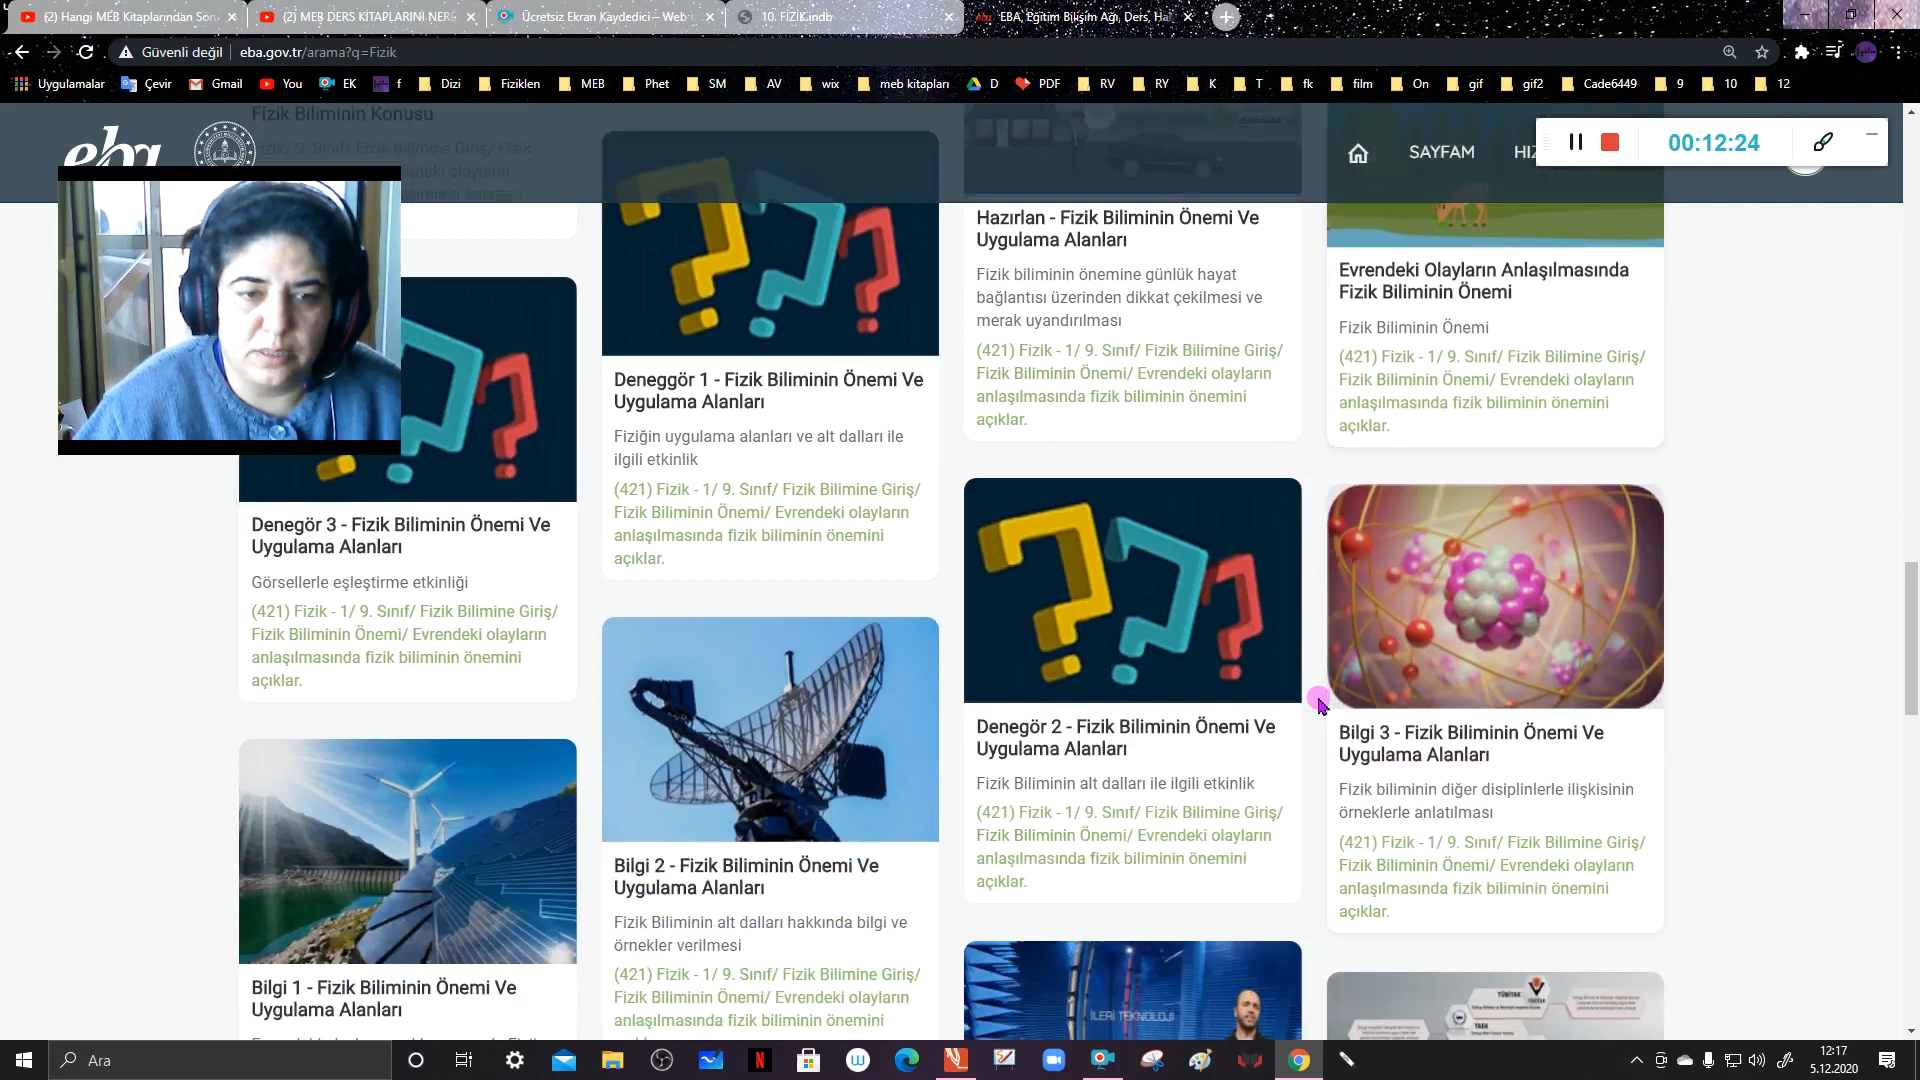 (2) Hangi MEB Kitaplarından Son
(2) MEB DERS KİTAPLARINI NERE
Ücretsiz Ekran Kaydedici – Web'
10. FİZİK.indb
EBA, Eğitim Bilişim Ağı, Ders, Ha
Güvenli değil
eba.gov.tr/arama?q=Fizik
Uygulamalar Çevir Gmail You EK f Dizi Fiziklen MEB Phet SM AV wix meb kitapları D PDF RV RY K T fk film On gif gif2 Cade6449 9 10 12
eba
SAYFAM
HIZ
00:12:24
Fizik Biliminin Konusu
Fizik/ 9. Sınıf/ Fizik Bilimine Giriş/ Fizik
Denegör 3 - Fizik Biliminin Önemi Ve
Uygulama Alanları
Görsellerle eşleştirme etkinliği
(421) Fizik - 1/ 9. Sınıf/ Fizik Bilimine Giriş/
Fizik Biliminin Önemi/ Evrendeki olayların
anlaşılmasında fizik biliminin önemini
açıklar.
Bilgi 1 - Fizik Biliminin Önemi Ve
Uygulama Alanları
Deneggör 1 - Fizik Biliminin Önemi Ve
Uygulama Alanları
Fiziğin uygulama alanları ve alt dalları ile
ilgili etkinlik
(421) Fizik - 1/ 9. Sınıf/ Fizik Bilimine Giriş/
Fizik Biliminin Önemi/ Evrendeki olayların
anlaşılmasında fizik biliminin önemini
açıklar.
Bilgi 2 - Fizik Biliminin Önemi Ve
Uygulama Alanları
Fizik Biliminin alt dalları hakkında bilgi ve
örnekler verilmesi
(421) Fizik - 1/ 9. Sınıf/ Fizik Bilimine Giriş/
Fizik Biliminin Önemi/ Evrendeki olayların
anlaşılmasında fizik biliminin önemini
Hazırlan - Fizik Biliminin Önemi Ve
Uygulama Alanları
Fizik biliminin önemine günlük hayat
bağlantısı üzerinden dikkat çekilmesi ve
merak uyandırılması
(421) Fizik - 1/ 9. Sınıf/ Fizik Bilimine Giriş/
Fizik Biliminin Önemi/ Evrendeki olayların
anlaşılmasında fizik biliminin önemini
açıklar.
Denegör 2 - Fizik Biliminin Önemi Ve
Uygulama Alanları
Fizik Biliminin alt dalları ile ilgili etkinlik
(421) Fizik - 1/ 9. Sınıf/ Fizik Bilimine Giriş/
Fizik Biliminin Önemi/ Evrendeki olayların
anlaşılmasında fizik biliminin önemini
açıklar.
İLERİ TEKNOLOJİ
Evrendeki Olayların Anlaşılmasında
Fizik Biliminin Önemi
Fizik Biliminin Önemi
(421) Fizik - 1/ 9. Sınıf/ Fizik Bilimine Giriş/
Fizik Biliminin Önemi/ Evrendeki olayların
anlaşılmasında fizik biliminin önemini
açıklar.
Bilgi 3 - Fizik Biliminin Önemi Ve
Uygulama Alanları
Fizik biliminin diğer disiplinlerle ilişkisinin
örneklerle anlatılması
(421) Fizik - 1/ 9. Sınıf/ Fizik Bilimine Giriş/
Fizik Biliminin Önemi/ Evrendeki olayların
anlaşılmasında fizik biliminin önemini
açıklar.
TÜBİTAK
TAEK
Ara
12:17
5.12.2020